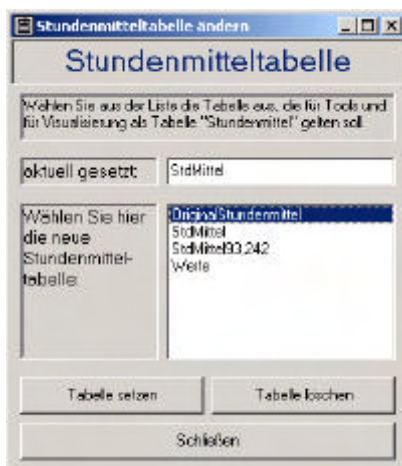 Stundenmitteltabelle ändern
Stundenmitteltabelle
Wählen Sie aus der Liste die Tabelle aus, die für Tools und
für Visualisierung als Tabelle "Stundenmittel" gelten soll.
aktuell gesetzt:
StdMittel
Wählen Sie hier
die neue
Stundenmittel-
tabelle:
OriginalStundenmittel
StdMittel
StdMittel93,242
Werte
Tabelle setzen
Tabelle löschen
Schließen